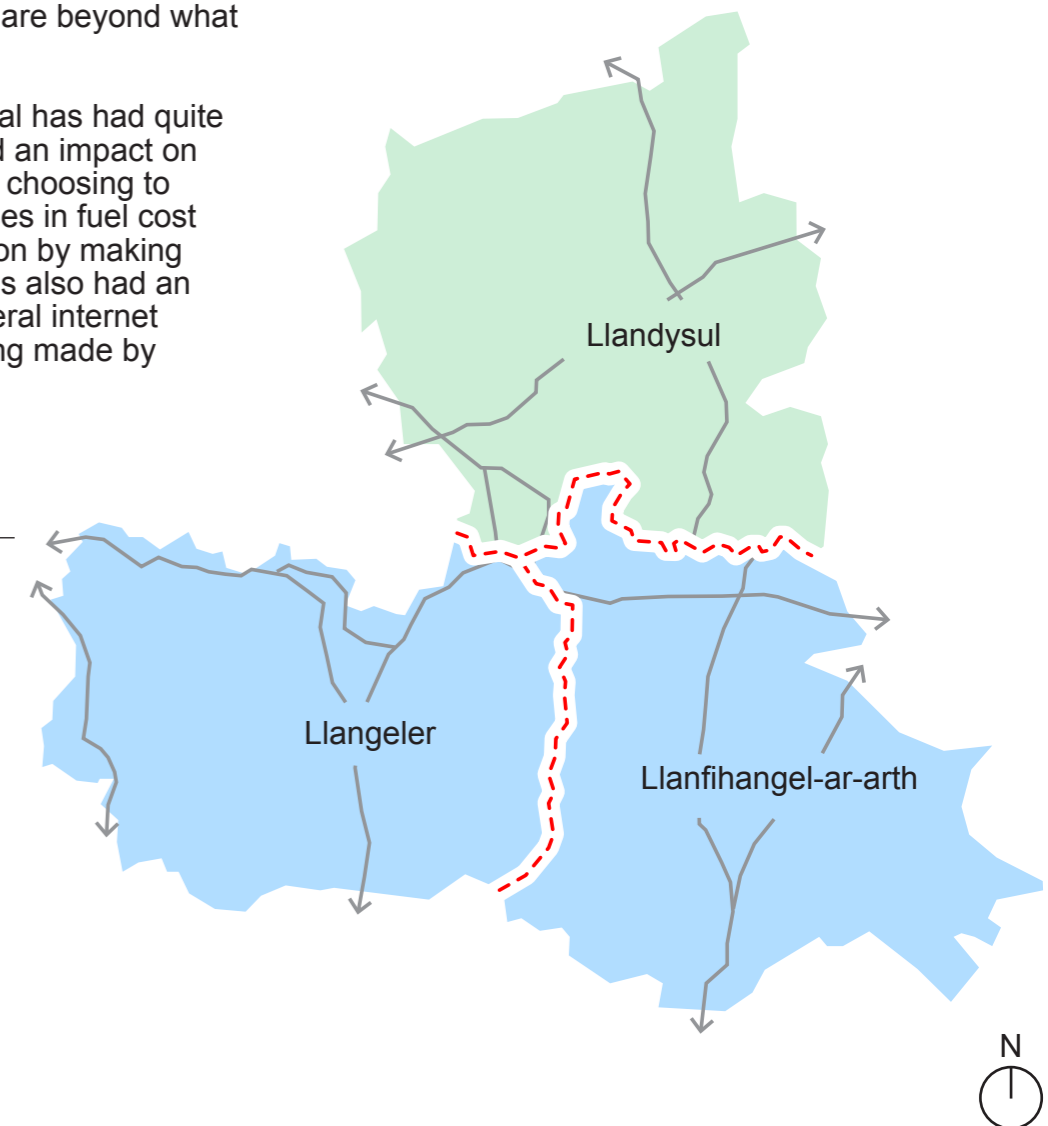 are beyond what
al has had quite
d an impact on
choosing to
es in fuel cost
on by making
s also had an
eral internet
ng made by
Llandysul
Llangeler
Llanfihangel-ar-arth
N